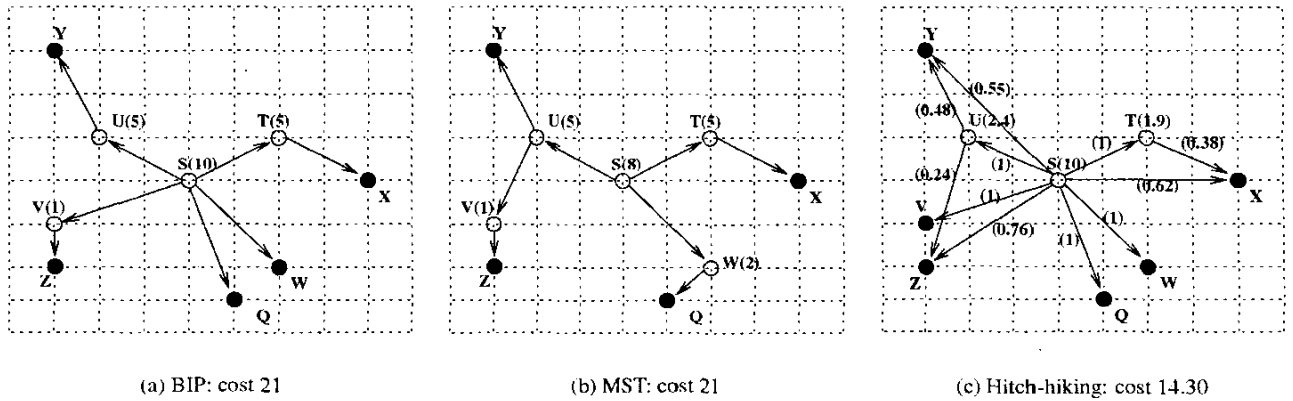 Y
U(5)
T(5)
S(10)
X
V(1)
Z
W
Q
(a) BIP: cost 21
Y
U(5)
T(5)
S(8)
X
V(1)
Z
W(2)
Q
(b) MST: cost 21
Y
(0.55)
(0.48)
U(2.4)
T(1.9)
(1)
(0.38)
(1)
S(10)
(0.24)
(0.62)
X
V
(1)
(1)
(0.76)
(1)
Z
W
Q
(c) Hitch-hiking: cost 14.30